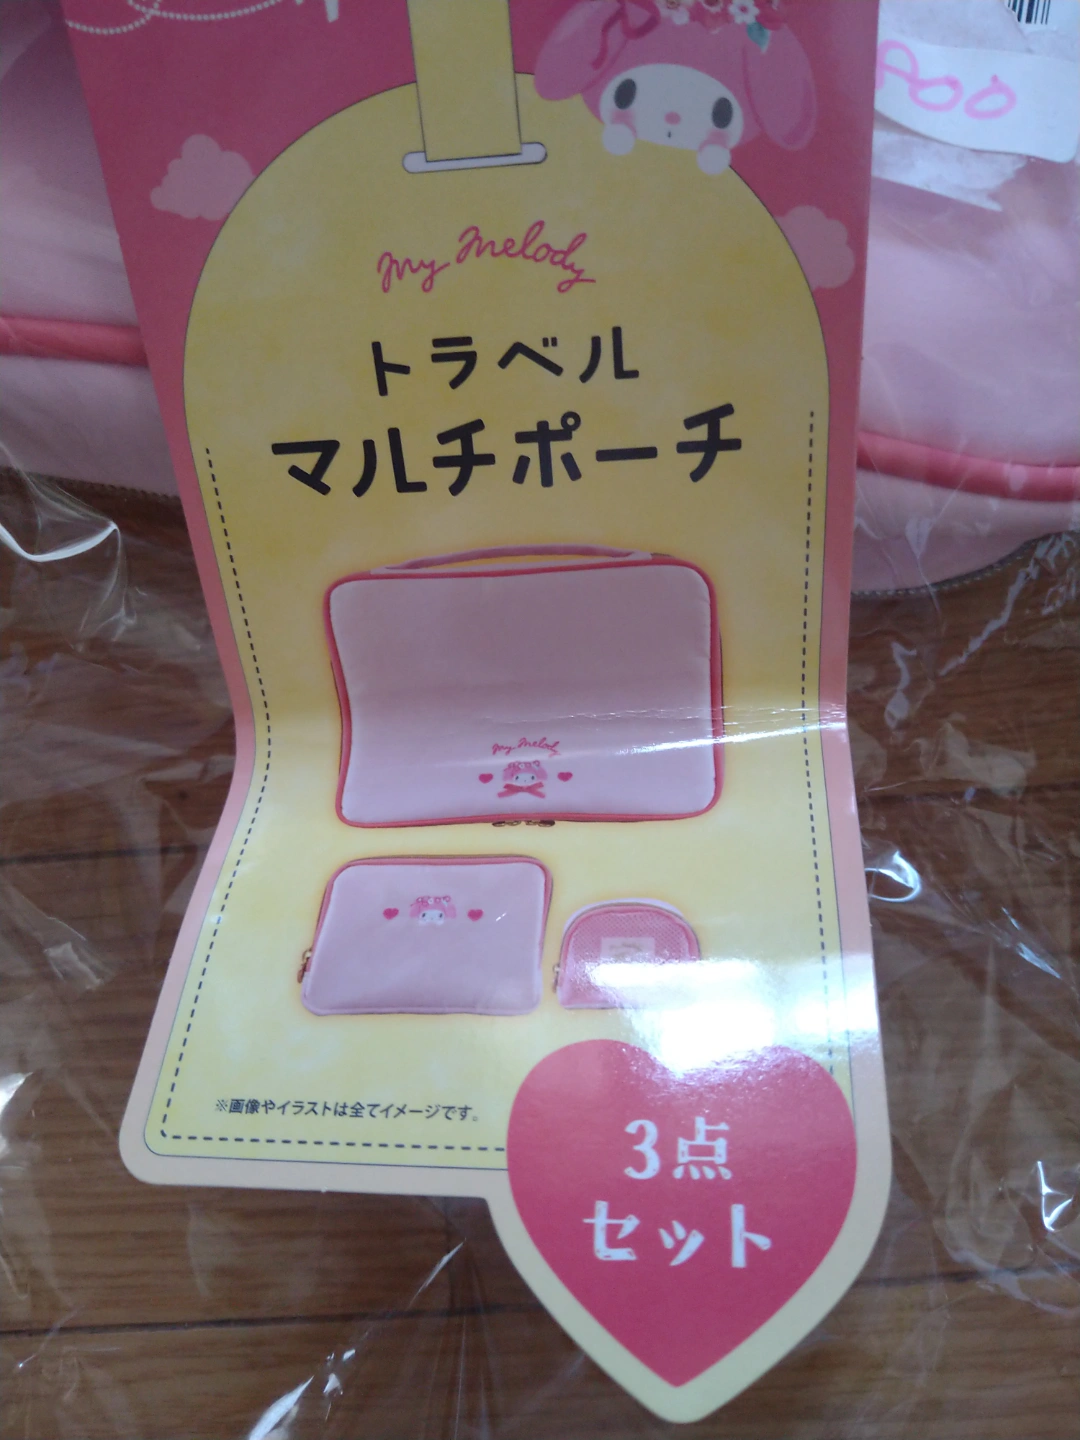 My Melody
トラベル
マルチポーチ
My Melody
※画像やイラストは全てイメージです。
3点
セット